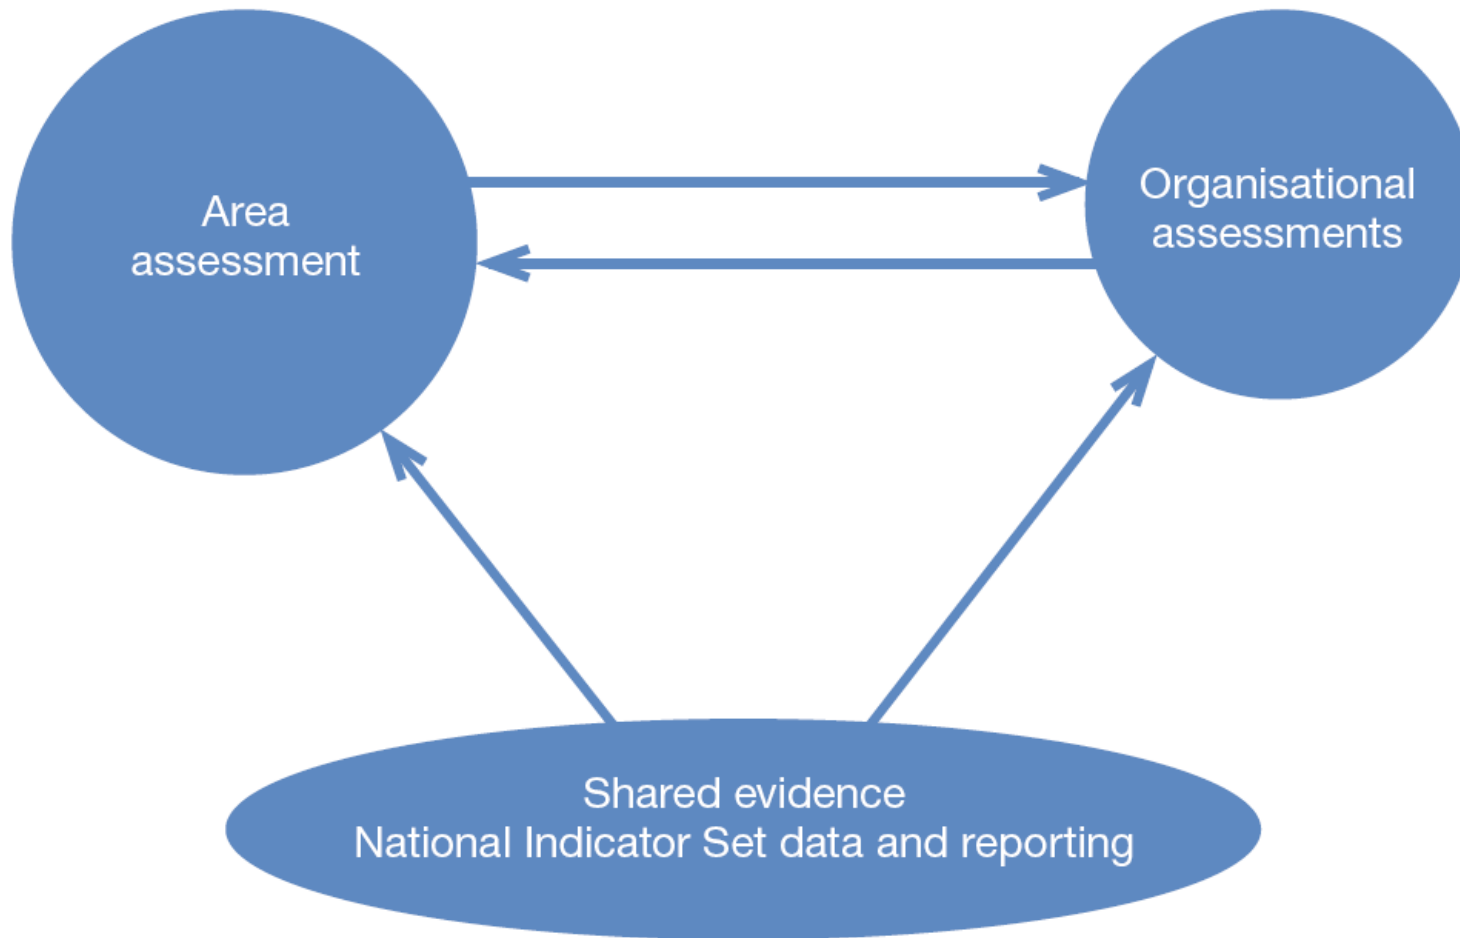 Area
assessment
Organisational
assessments
Shared evidence
National Indicator Set data and reporting